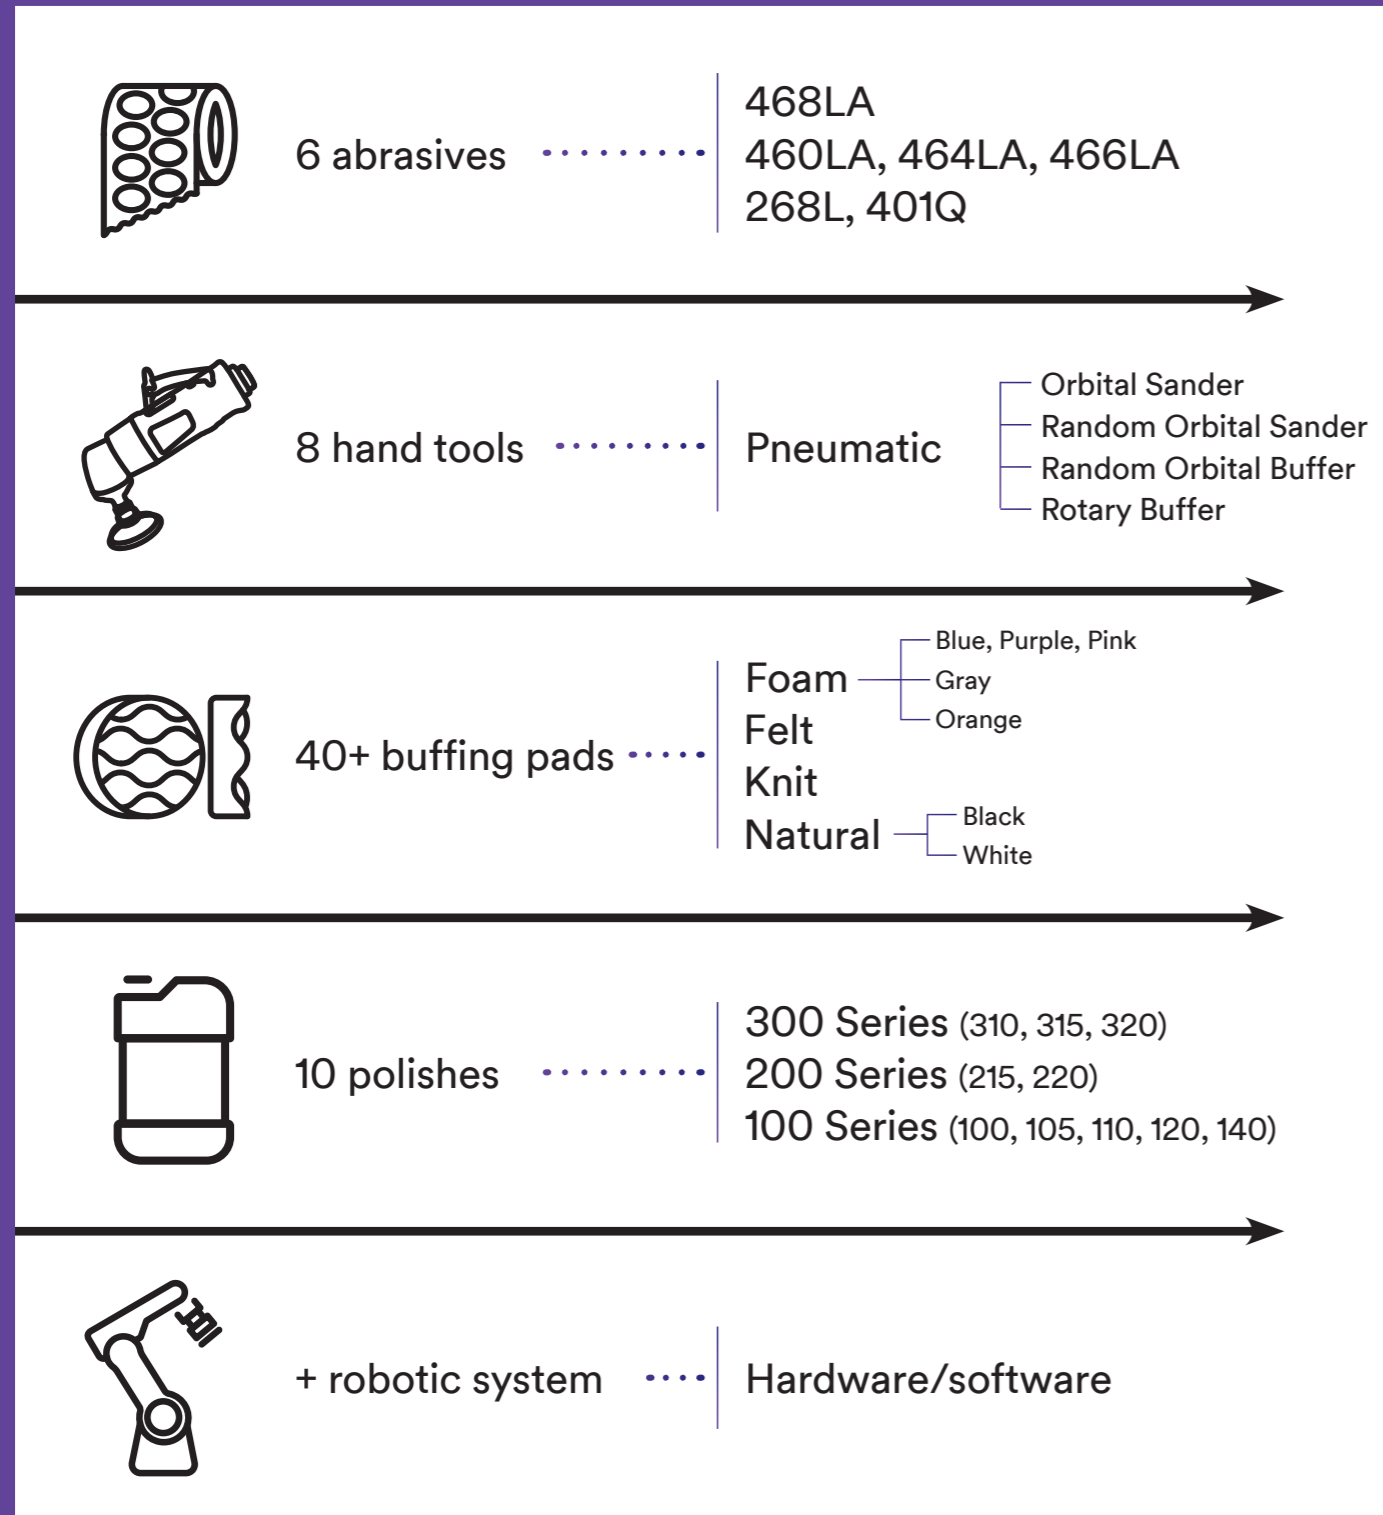 6 abrasives
468LA
460LA, 464LA, 466LA
268L, 401Q
8 hand tools
Pneumatic
Orbital Sander
Random Orbital Sander
Random Orbital Buffer
Rotary Buffer
40+ buffing pads
Foam
Blue, Purple, Pink
Gray
Orange
Felt
Knit
Natural
Black
White
10 polishes
300 Series (310, 315, 320)
200 Series (215, 220)
100 Series (100, 105, 110, 120, 140)
+ robotic system
Hardware/software